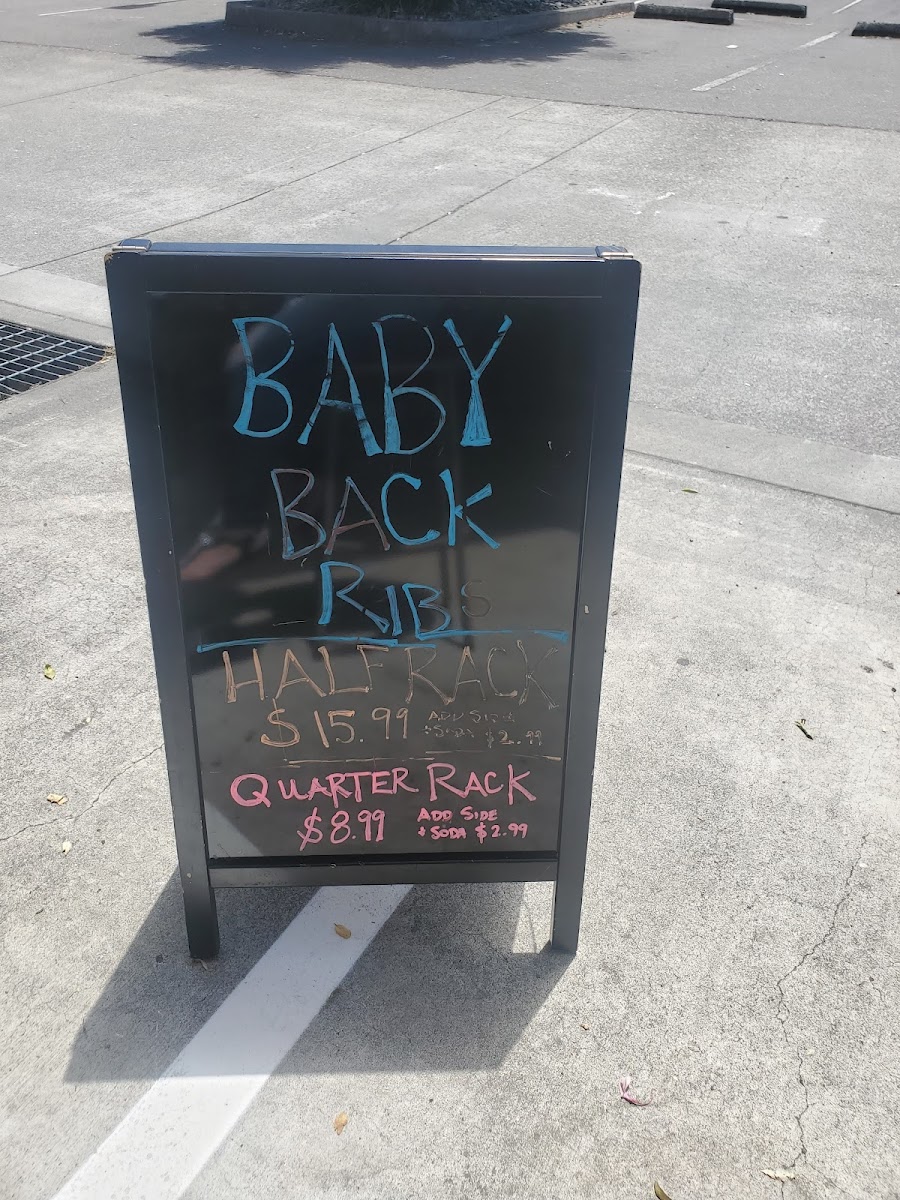 BABY
BACK
RIBS
HALF RACK
$15.99 ADD SIDE
+ SODA $2.99
QUARTER RACK
$8.99 ADD SIDE
+ SODA $2.99